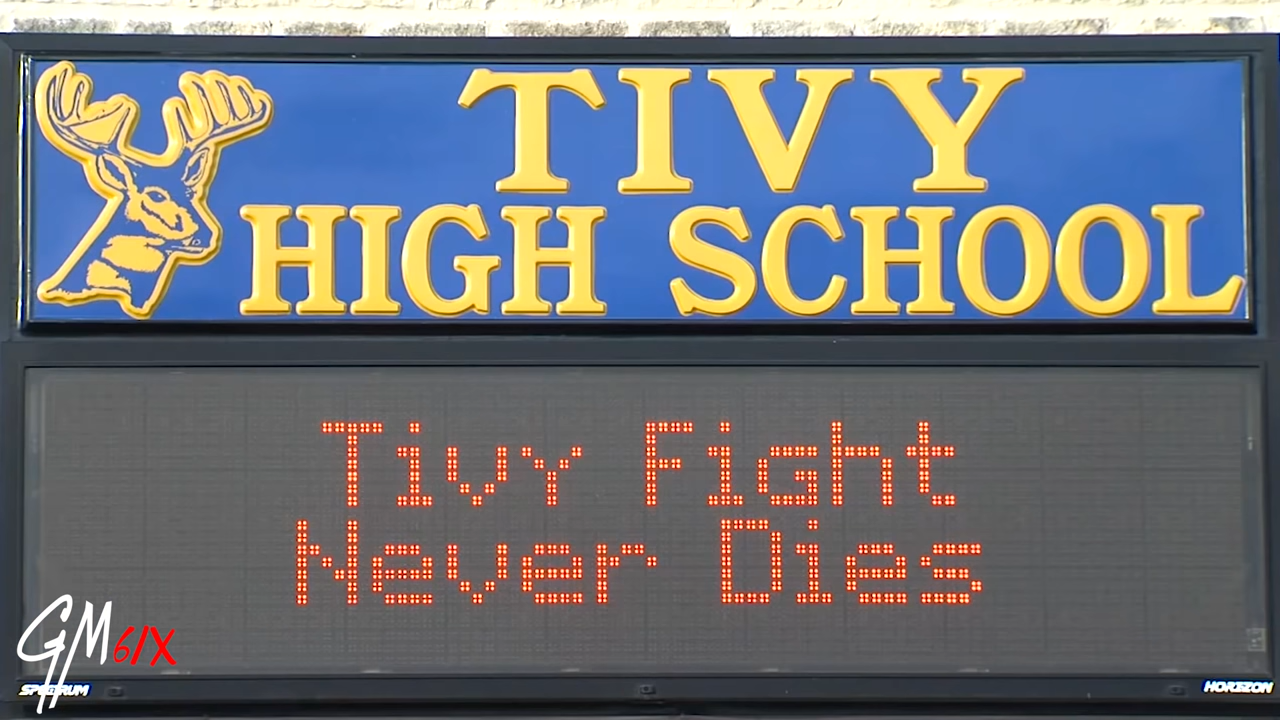 TIVY
HIGH SCHOOL
Tivy Fight
Never Dies
GM6IX
SPECTRUM
HORIZON